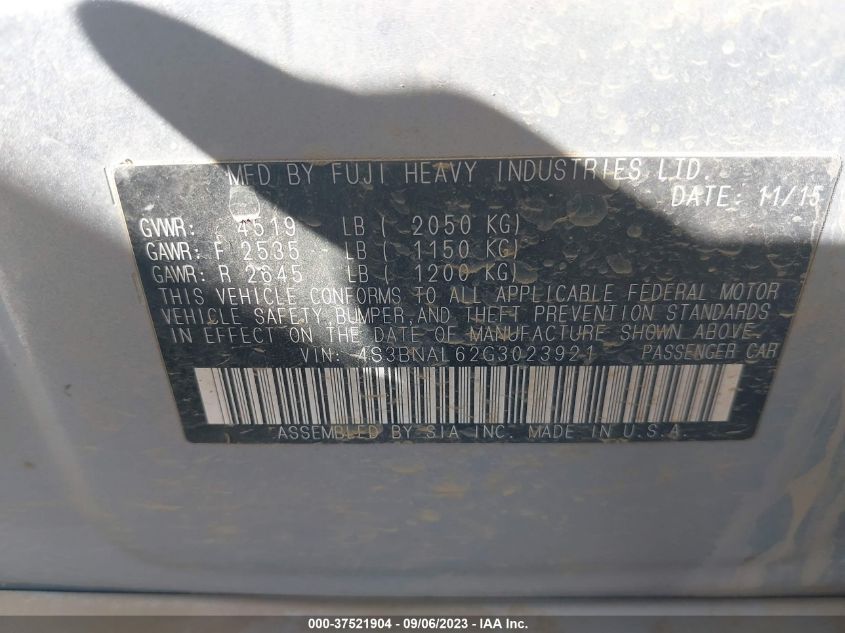 MFD BY FUJI HEAVY INDUSTRIES LTD.
DATE: 11/15
GVWR: 4519 LB ( 2050 KG)
GAWR: F 2535 LB ( 1150 KG)
GAWR: R 2645 LB ( 1200 KG)
THIS VEHICLE CONFORMS TO ALL APPLICABLE FEDERAL MOTOR
VEHICLE SAFETY BUMPER, AND THEFT PREVENTION STANDARDS
IN EFFECT ON THE DATE OF MANUFACTURE SHOWN ABOVE.
VIN: 4S3BNAL62G3023921 PASSENGER CAR
ASSEMBLED BY SIA INC. MADE IN U.S.A.
000-37521904 - 09/06/2023 - IAA Inc.